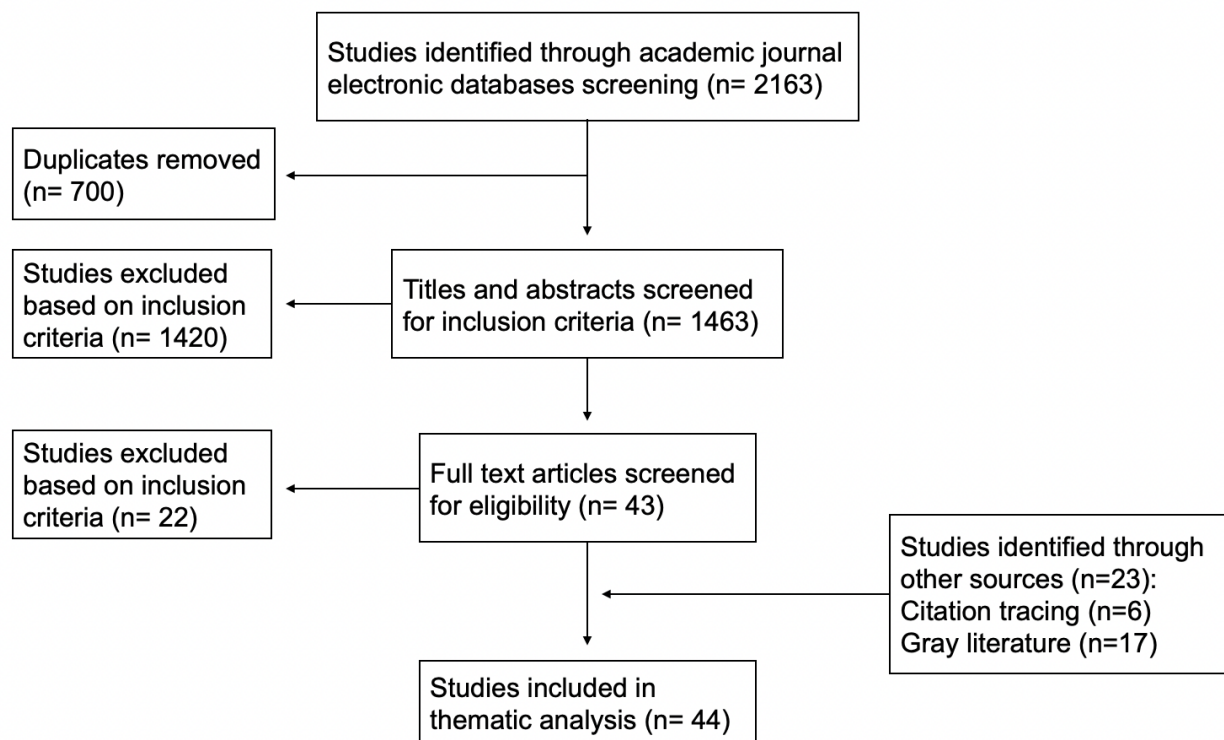 Studies identified through academic journal
electronic databases screening (n= 2163)
Duplicates removed
(n= 700)
Studies excluded
based on inclusion
criteria (n= 1420)
Titles and abstracts screened
for inclusion criteria (n= 1463)
Studies excluded
based on inclusion
criteria (n= 22)
Full text articles screened
for eligibility (n= 43)
Studies identified through
other sources (n=23):
Citation tracing (n=6)
Gray literature (n=17)
Studies included in
thematic analysis (n= 44)